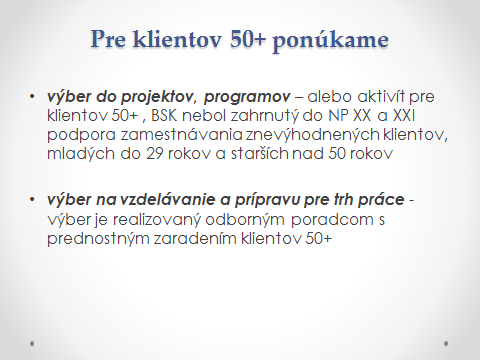 Pre klientov 50+ ponúkame
• výber do projektov, programov – alebo aktivít pre
klientov 50+ , BSK nebol zahrnutý do NP XX a XXI
podpora zamestnávania znevýhodnených klientov,
mladých do 29 rokov a starších nad 50 rokov
• výber na vzdelávanie a prípravu pre trh práce -
výber je realizovaný odborným poradcom s
prednostným zaradením klientov 50+